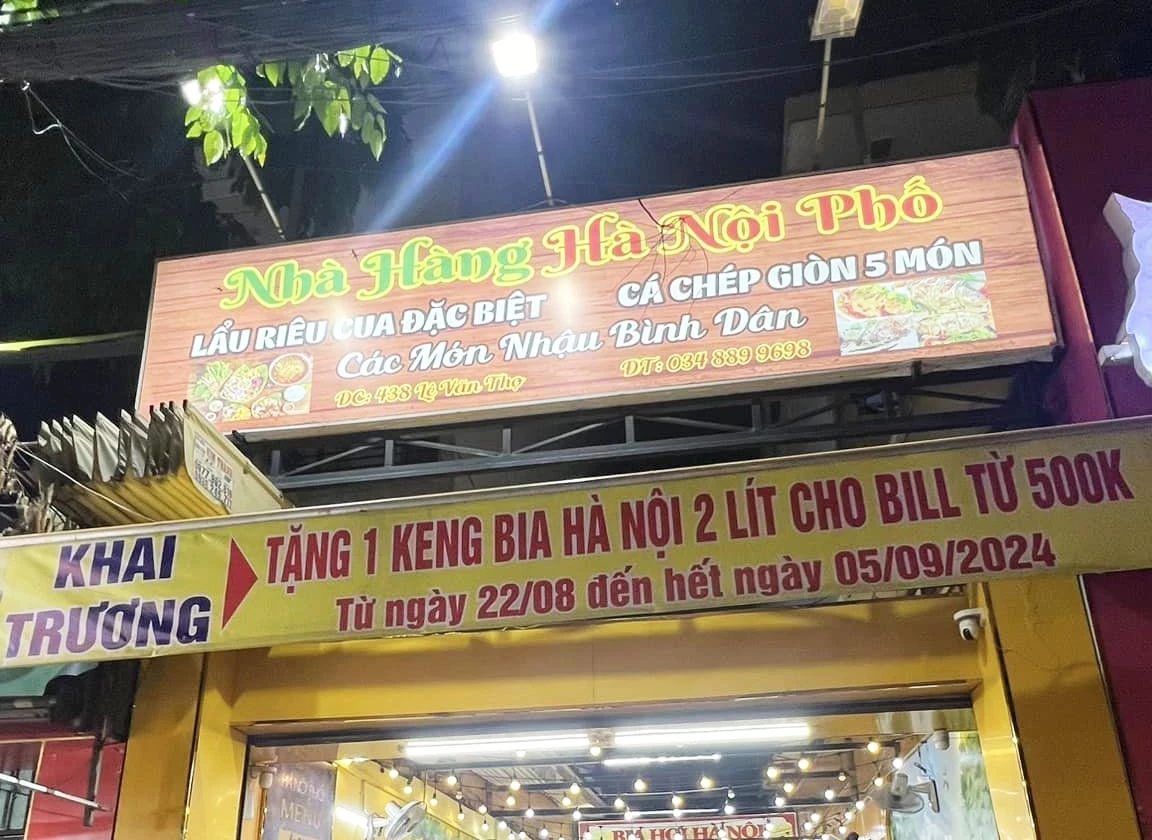 Nhà Hàng Hà Nội Phố
LẨU RIÊU CUA ĐẶC BIỆT
CÁ CHÉP GIÒN 5 MÓN
Các Món Nhậu Bình Dân
ĐC: 438 Lê Văn Thọ
ĐT: 034 889 9698
KHAI
TRƯƠNG
TẶNG 1 KENG BIA HÀ NỘI 2 LÍT CHO BILL TỪ 500K
Từ ngày 22/08 đến hết ngày 05/09/2024
MENU
BIA HƠI HÀ NỘI